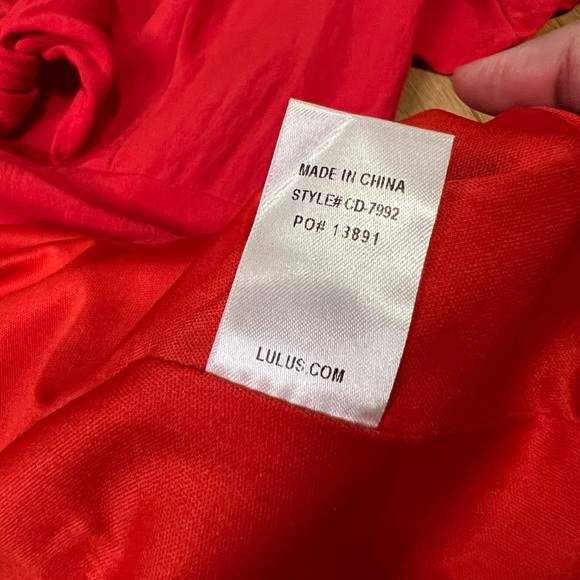 MADE IN CHINA
STYLE# CD-7992
PO# 13891
LULUS.COM